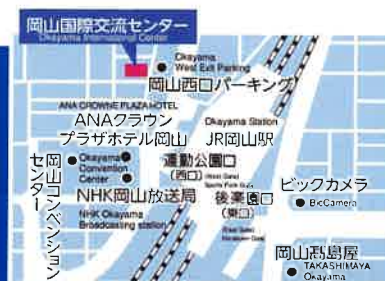 岡山国際交流センター
Okayama International Center
Okayama
West Exit Parking
岡山西口パーキング
ANA CROWNE PLAZA HOTEL
ANAクラウン
プラザホテル岡山
Okayama Station
JR岡山駅
岡山コンベンション
センター
Okayama
Convention
Center
運動公園口
(西口)
(West Gate)
NHK岡山放送局
NHK Okayama
Broadcasting station
後楽園口
(東口)
(East Gate)
ビックカメラ
BicCamera
岡山髙島屋
TAKASHIMAYA
Okayama